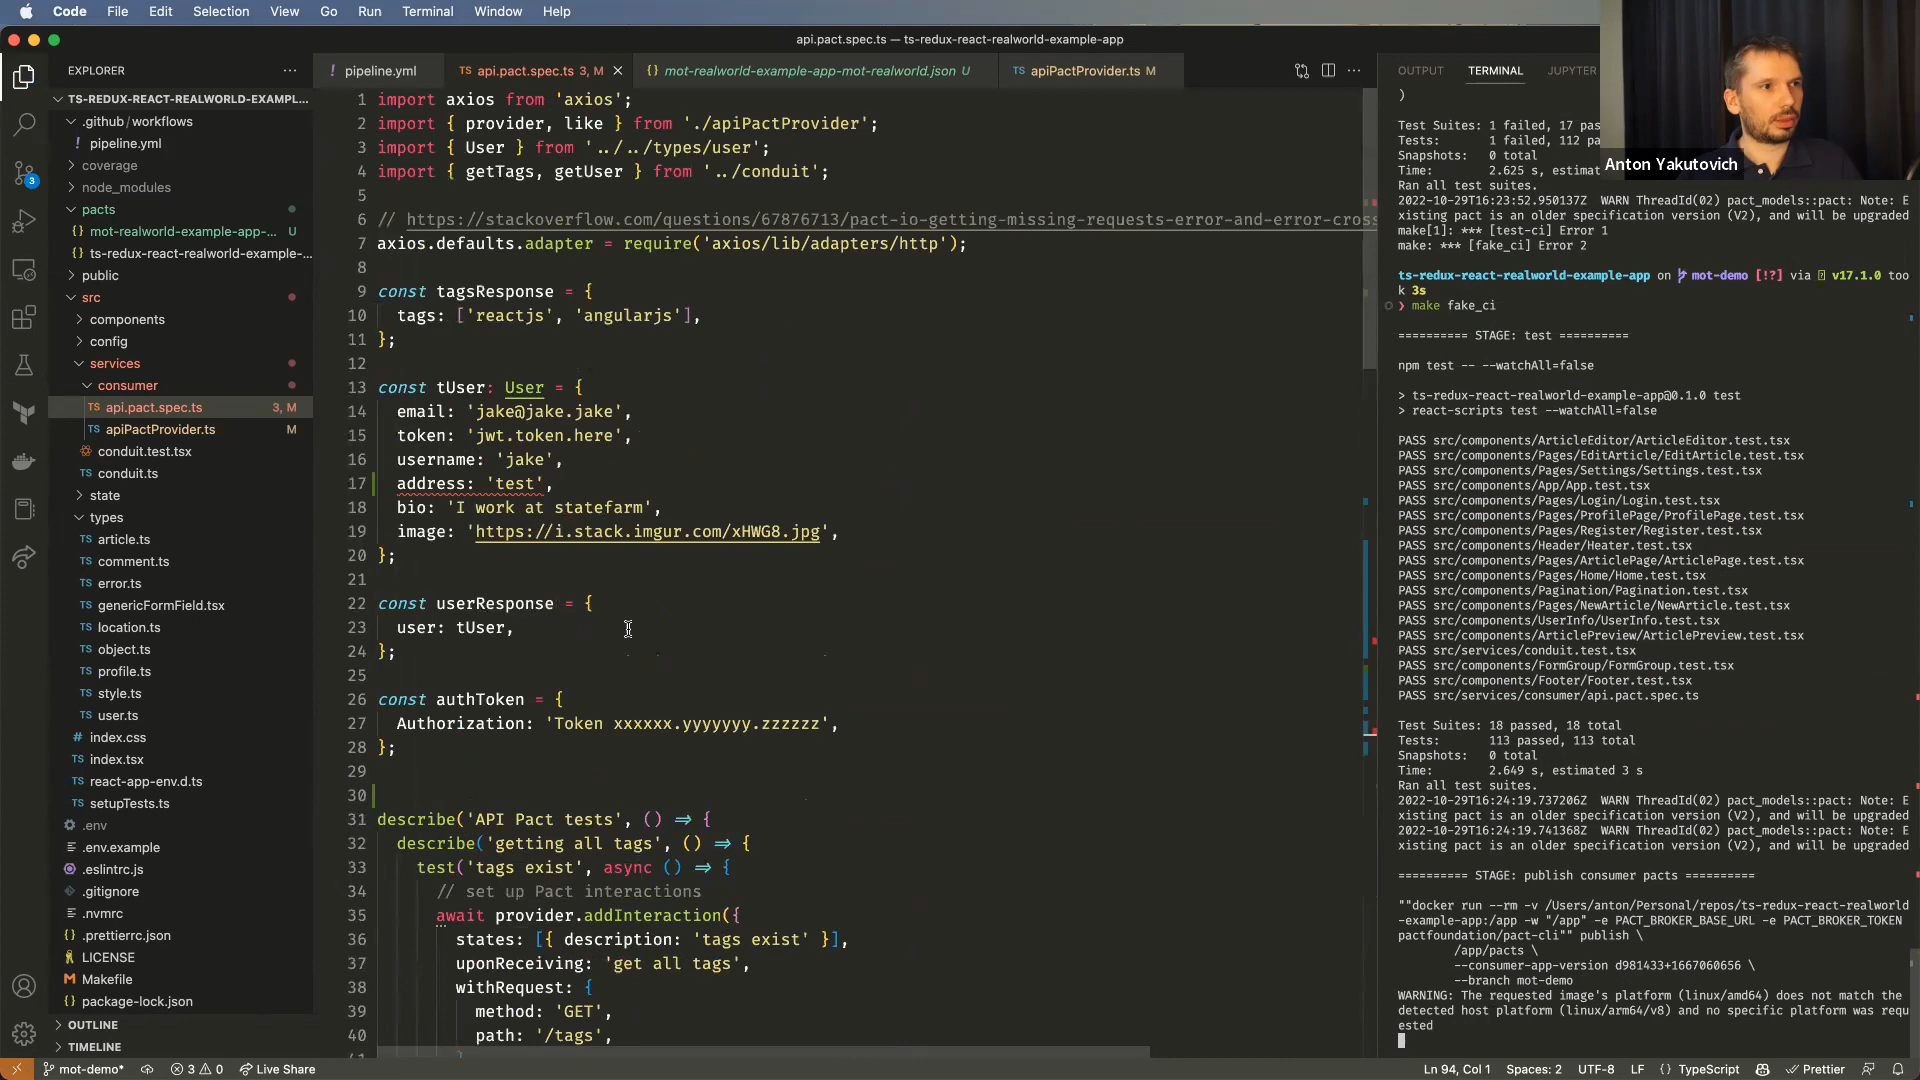 Code File Edit Selection View Go Run Terminal Window Help
api.pact.spec.ts — ts-redux-react-realworld-example-app
EXPLORER
TS-REDUX-REACT-REALWORLD-EXAMPL...
.github/workflows
pipeline.yml
coverage
node_modules
pacts
mot-realworld-example-app-... U
ts-redux-react-realworld-example-...
public
src
components
config
services
consumer
TS api.pact.spec.ts 3, M
TS apiPactProvider.ts M
conduit.test.tsx
TS conduit.ts
state
types
TS article.ts
TS comment.ts
TS error.ts
TS genericFormField.tsx
TS location.ts
TS object.ts
TS profile.ts
TS style.ts
TS user.ts
TS index.css
TS index.tsx
TS react-app-env.d.ts
TS setupTests.ts
.env
.env.example
.eslintrc.js
.gitignore
.nvmrc
.prettierrc.json
LICENSE
Makefile
package-lock.json
OUTLINE
TIMELINE
! pipeline.yml
TS api.pact.spec.ts 3, M
mot-realworld-example-app-mot-realworld.json U
TS apiPactProvider.ts M
1 import axios from 'axios';
2 import { provider, like } from './apiPactProvider';
3 import { User } from '../../types/user';
4 import { getTags, getUser } from '../conduit';
5
6 // https://stackoverflow.com/questions/67876713/pact-io-getting-missing-requests-error-and-error-cross
7 axios.defaults.adapter = require('axios/lib/adapters/http');
8
9 const tagsResponse = {
10 tags: ['reactjs', 'angularjs'],
11 };
12
13 const tUser: User = {
14 email: 'jake@jake.jake',
15 token: 'jwt.token.here',
16 username: 'jake',
17 address: 'test',
18 bio: 'I work at statefarm',
19 image: 'https://i.stack.imgur.com/xHWG8.jpg',
20 };
21
22 const userResponse = {
23 user: tUser,
24 };
25
26 const authToken = {
27 Authorization: 'Token xxxxxx.yyyyyyy.zzzzzz',
28 };
29
30
31 describe('API Pact tests', () => {
32 describe('getting all tags', () => {
33 test('tags exist', async () => {
34 // set up Pact interactions
35 await provider.addInteraction({
36 states: [{ description: 'tags exist' }],
37 uponReceiving: 'get all tags',
38 withRequest: {
39 method: 'GET',
40 path: '/tags',
OUTPUT TERMINAL JUPYTER
)
Test Suites: 1 failed, 17 pas
Tests: 1 failed, 112 p
Snapshots: 0 total
Time: 2.625 s, estimat
Ran all test suites.
2022-10-29T16:23:52.950137Z WARN ThreadId(02) pact_models::pact: Note: E
xisting pact is an older specification version (V2), and will be upgraded
make[1]: *** [test-ci] Error 1
make: *** [fake_ci] Error 2
Anton Yakutovich
ts-redux-react-realworld-example-app on mot-demo [!?] via v17.1.0 too
k 3s
❯ make fake_ci
========== STAGE: test ==========
npm test -- --watchAll=false
> ts-redux-react-realworld-example-app@0.1.0 test
> react-scripts test --watchAll=false
PASS src/components/ArticleEditor/ArticleEditor.test.tsx
PASS src/components/Pages/EditArticle/EditArticle.test.tsx
PASS src/components/Pages/Settings/Settings.test.tsx
PASS src/components/App/App.test.tsx
PASS src/components/Pages/Login/Login.test.tsx
PASS src/components/Pages/ProfilePage/ProfilePage.test.tsx
PASS src/components/Pages/Register/Register.test.tsx
PASS src/components/Header/Heater.test.tsx
PASS src/components/Pages/ArticlePage/ArticlePage.test.tsx
PASS src/components/Pages/Home/Home.test.tsx
PASS src/components/Pagination/Pagination.test.tsx
PASS src/components/Pages/NewArticle/NewArticle.test.tsx
PASS src/components/UserInfo/UserInfo.test.tsx
PASS src/components/ArticlePreview/ArticlePreview.test.tsx
PASS src/services/conduit.test.tsx
PASS src/components/FormGroup/FormGroup.test.tsx
PASS src/components/Footer/Footer.test.tsx
PASS src/services/consumer/api.pact.spec.ts
Test Suites: 18 passed, 18 total
Tests: 113 passed, 113 total
Snapshots: 0 total
Time: 2.649 s, estimated 3 s
Ran all test suites.
2022-10-29T16:24:19.737206Z WARN ThreadId(02) pact_models::pact: Note: E
xisting pact is an older specification version (V2), and will be upgraded
2022-10-29T16:24:19.741368Z WARN ThreadId(02) pact_models::pact: Note: E
xisting pact is an older specification version (V2), and will be upgraded
========== STAGE: publish consumer pacts ==========
""docker run --rm -v /Users/anton/Personal/repos/ts-redux-react-realworld
-example-app:/app -w "/app" -e PACT_BROKER_BASE_URL -e PACT_BROKER_TOKEN
pactfoundation/pact-cli"" publish \
/app/pacts \
--consumer-app-version d981433+1667060656 \
--branch mot-demo
WARNING: The requested image's platform (linux/amd64) does not match the
detected host platform (linux/arm64/v8) and no specific platform was requ
ested
mot-demo* 3 0 Live Share
Ln 94, Col 1 Spaces: 2 UTF-8 LF { } TypeScript Prettier